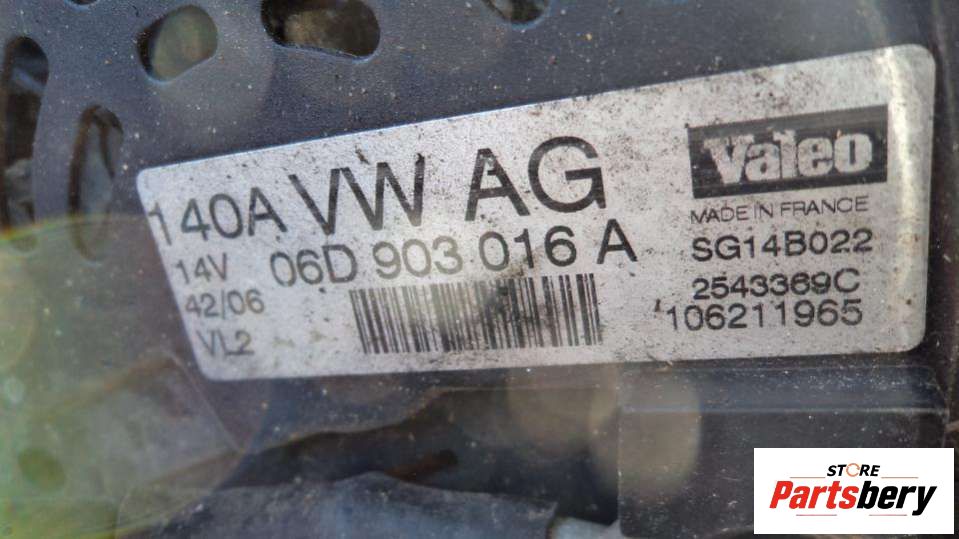 140A VW AG
14V 06D 903 016 A
42/06
VL2
Valeo
MADE IN FRANCE
SG14B022
2543369C
106211965
STORE
Partsbery